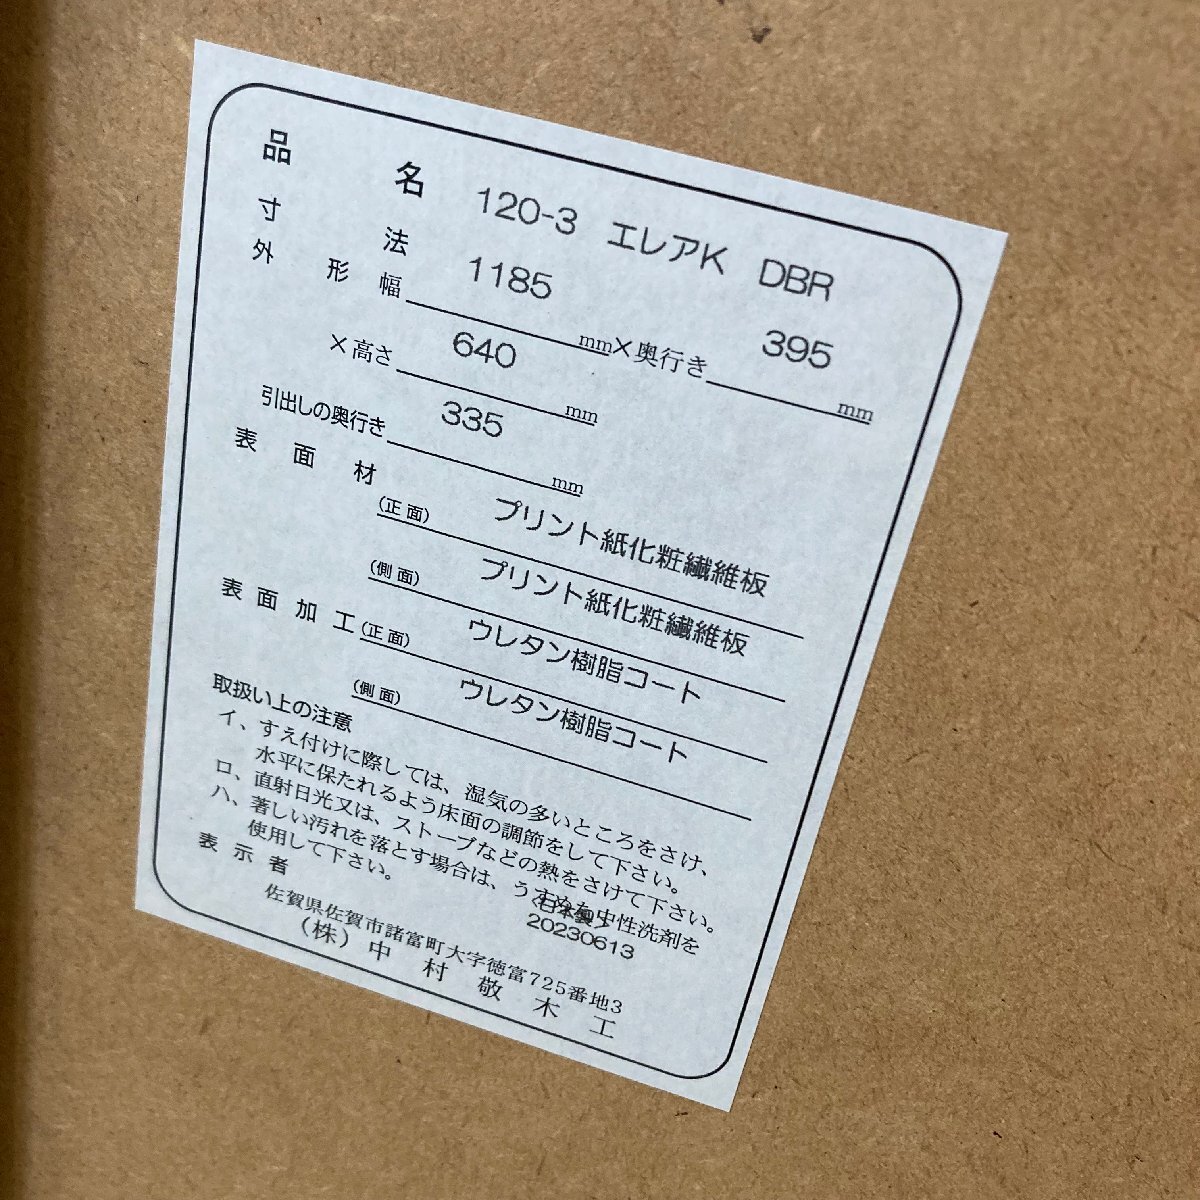 品名 120-3 エレアK DBR
寸法
外形 幅 1185 mm×奥行き 395 mm
×高さ 640 mm
引出しの奥行き 335 mm
表面材
(正面) プリント紙化粧繊維板
(側面) プリント紙化粧繊維板
表面加工 (正面) ウレタン樹脂コート
(側面) ウレタン樹脂コート
取扱い上の注意
イ、すえ付けに際しては、湿気の多いところをさけ、
水平に保たれるよう床面の調節をして下さい。
ロ、直射日光又は、ストーブなどの熱をさけて下さい。
ハ、著しい汚れを落とす場合は、うすめた中性洗剤を
使用して下さい。
日本製
20230613
表示者
佐賀県佐賀市諸富町大字徳富725番地3
(株)中村敬木工